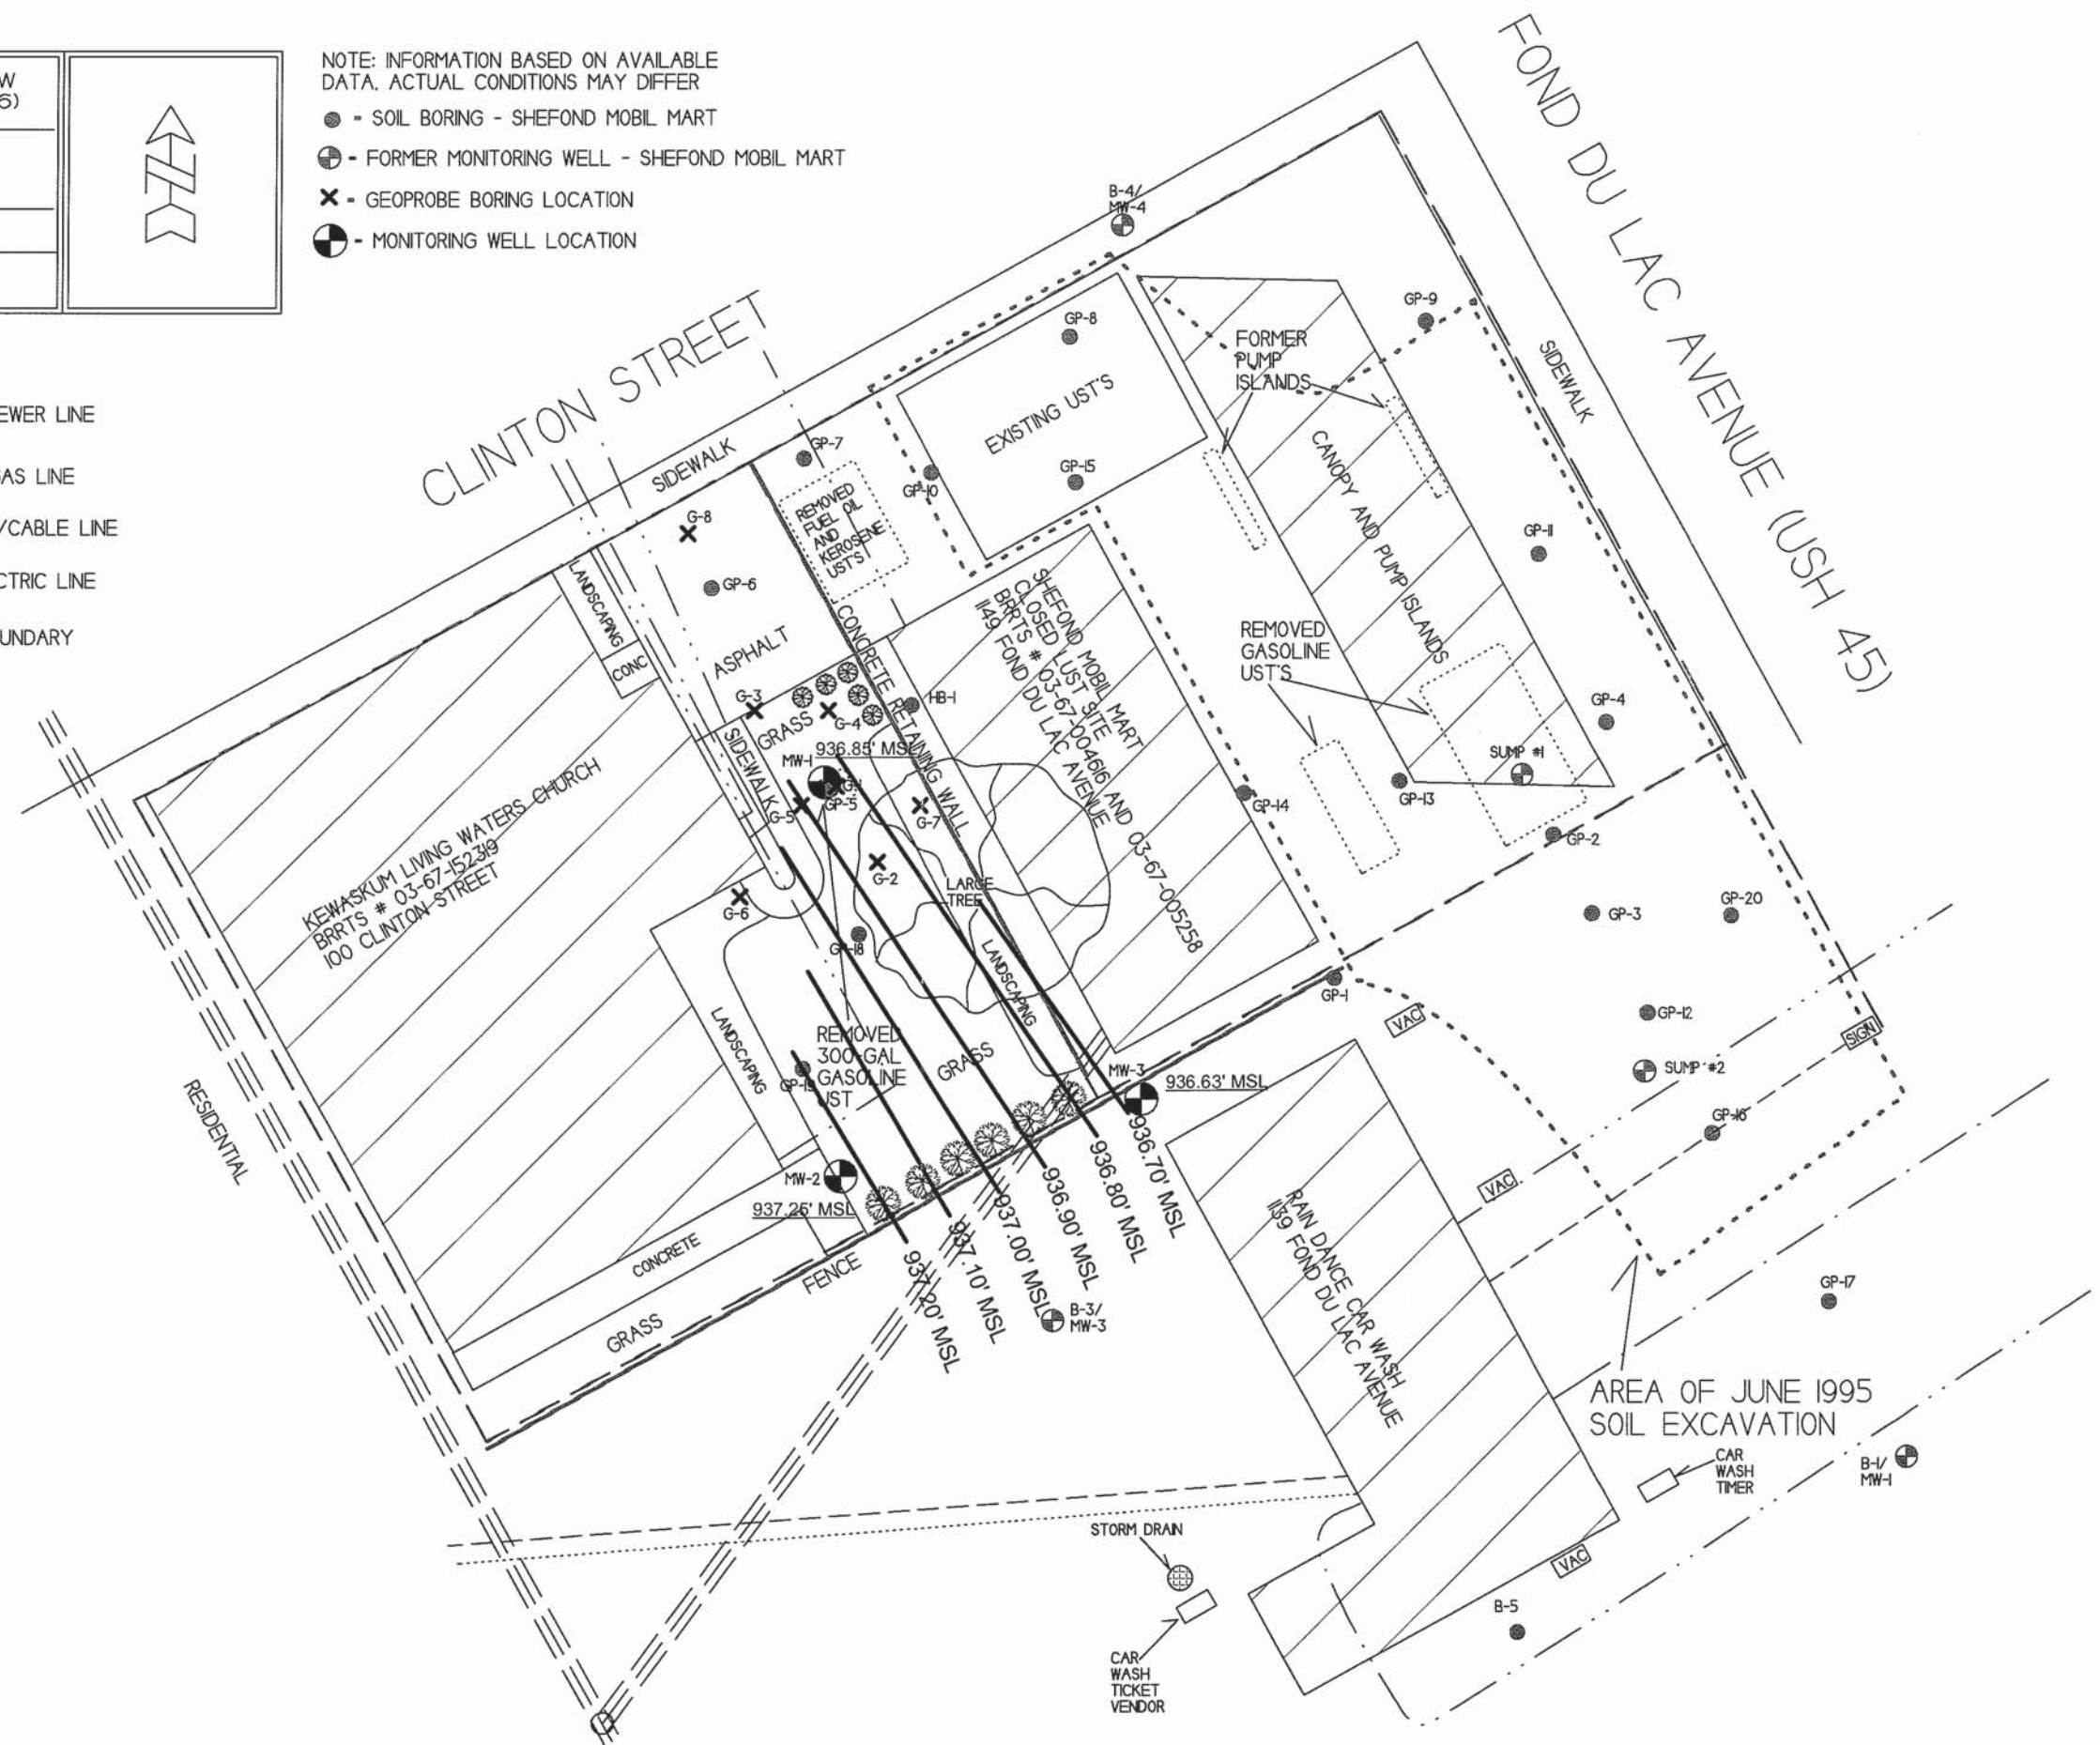 W
6)
N
NOTE: INFORMATION BASED ON AVAILABLE
DATA. ACTUAL CONDITIONS MAY DIFFER
- SOIL BORING - SHEFOND MOBIL MART
- FORMER MONITORING WELL - SHEFOND MOBIL MART
- GEOPROBE BORING LOCATION
- MONITORING WELL LOCATION
EWER LINE
AS LINE
/CABLE LINE
CTRIC LINE
UNDARY
CLINTON STREET
FOND DU LAC AVENUE (USH 45)
SIDEWALK
SIDEWALK
B-4/
MW-4
GP-8
GP-9
FORMER
PUMP
ISLANDS
EXISTING UST'S
GP-15
GP-7
GP-10
REMOVED
FUEL OIL
AND
KEROSENE
UST'S
CANOPY AND PUMP ISLANDS
GP-11
G-8
GP-6
LANDSCAPING
CONC
ASPHALT
CONCRETE RETAINING WALL
SHEFOND MOBIL MART
CLOSED LUST SITE
BRRTS # 03-67-004616 AND 03-67-005258
1149 FOND DU LAC AVENUE
REMOVED
GASOLINE
UST'S
GP-4
SUMP #1
GP-13
GP-14
GP-2
G-3
GRASS
G-4
HB-1
SIDEWALK
MW-1
936.85' MSL
GP-5
G-5
G-7
G-2
LARGE
TREE
G-6
GP-18
LANDSCAPING
KEWASKUM LIVING WATERS CHURCH
BRRTS # 03-67-152319
100 CLINTON STREET
GP-3
GP-20
GP-1
VAC
GP-12
SUMP #2
SIGN
GP-16
LANDSCAPING
REMOVED
300-GAL
GASOLINE
UST
GP-19
GRASS
MW-3
936.63' MSL
RESIDENTIAL
MW-2
937.25' MSL
CONCRETE
GRASS
FENCE
937.20' MSL
937.10' MSL
937.00' MSL
936.90' MSL
936.80' MSL
936.70' MSL
B-3/
MW-3
VAC
RAIN DANCE CAR WASH
1139 FOND DU LAC AVENUE
GP-17
AREA OF JUNE 1995
SOIL EXCAVATION
CAR
WASH
TIMER
B-1/
MW-1
STORM DRAIN
VAC
B-5
CAR
WASH
TICKET
VENDOR